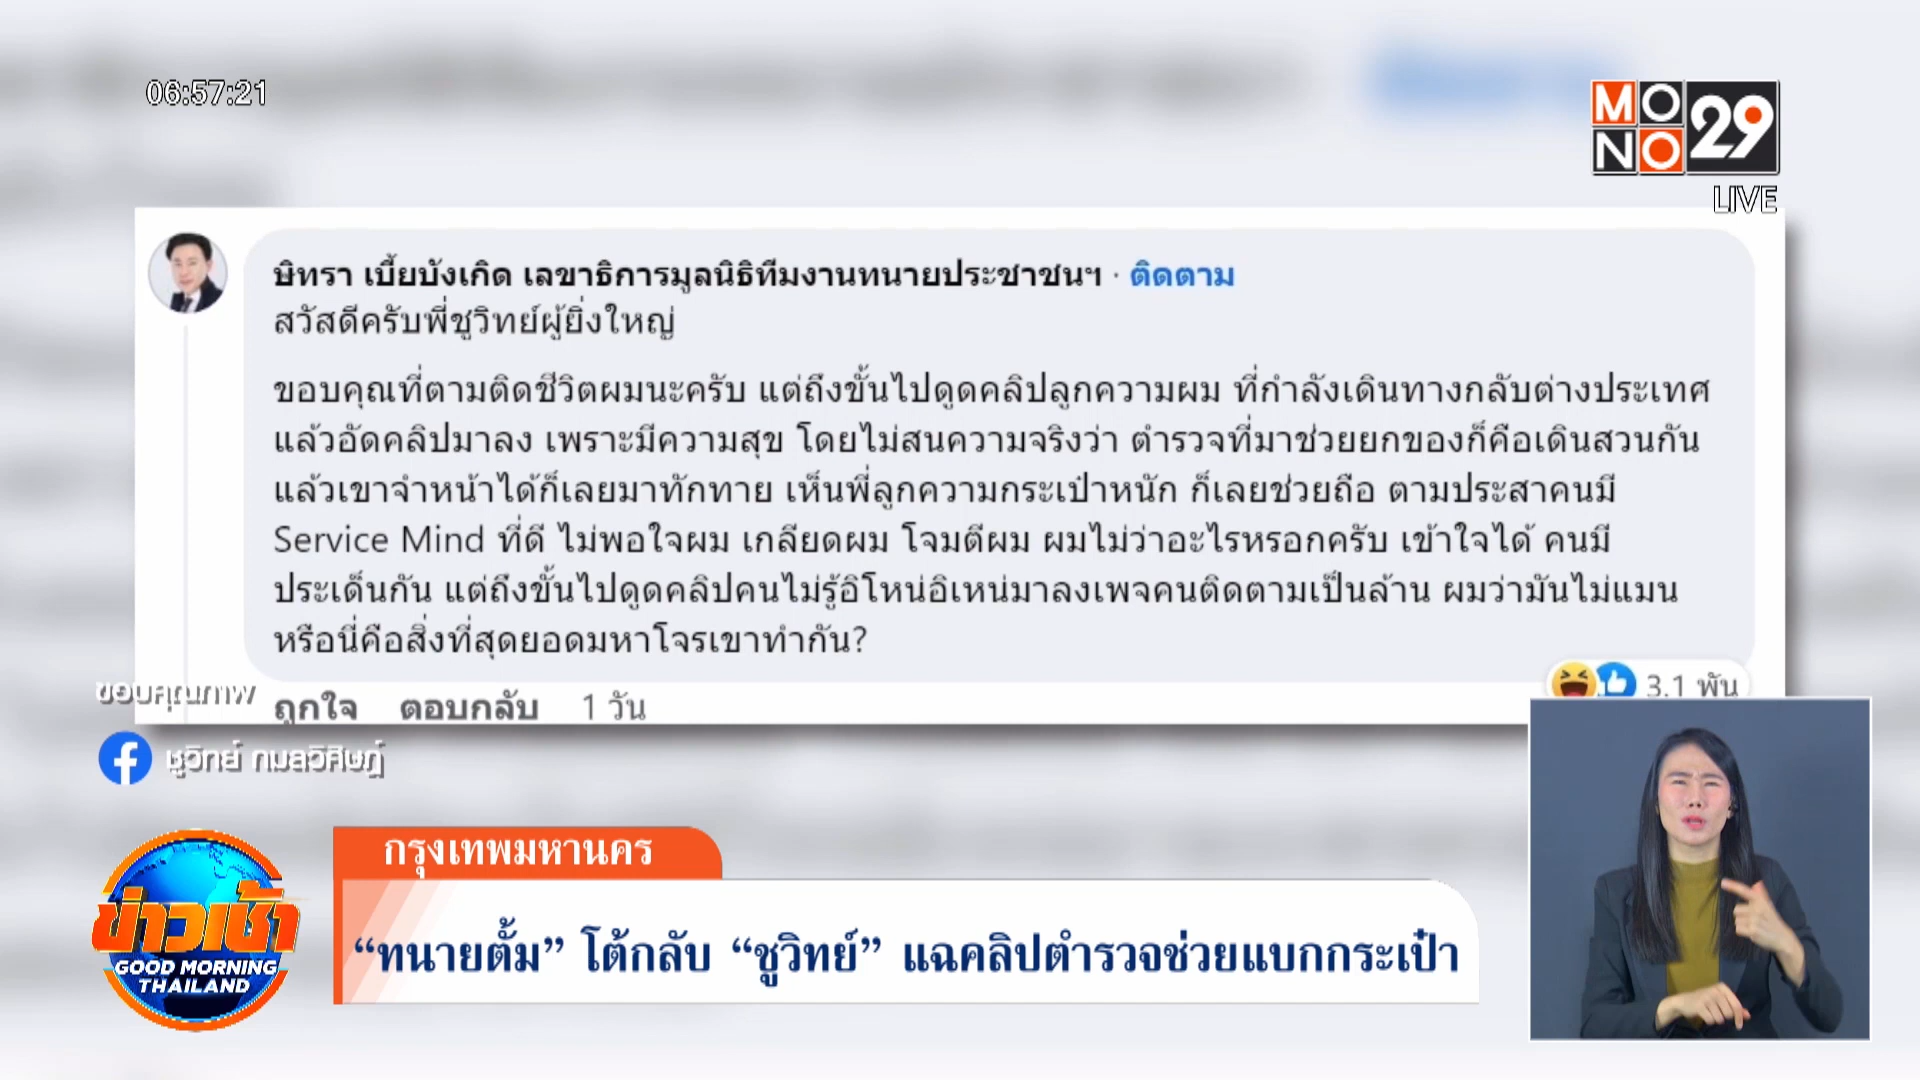 06:57:21
MONO 29
LIVE
ษิทรา เบี้ยบังเกิด เลขาธิการมูลนิธิทีมงานทนายประชาชนฯ · ติดตาม
สวัสดีครับพี่ชูวิทย์ผู้ยิ่งใหญ่
ขอบคุณที่ตามติดชีวิตผมนะครับ แต่ถึงขั้นไปดูดคลิปลูกความผม ที่กำลังเดินทางกลับต่างประเทศ
แล้วอัดคลิปมาลง เพราะมีความสุข โดยไม่สนความจริงว่า ตำรวจที่มาช่วยยกของก็คือเดินสวนกัน
แล้วเขาจำหน้าได้ก็เลยมาทักทาย เห็นพี่ลูกความกระเป๋าหนัก ก็เลยช่วยถือ ตามประสาคนมี
Service Mind ที่ดี ไม่พอใจผม เกลียดผม โจมตีผม ผมไม่ว่าอะไรหรอกครับ เข้าใจได้ คนมี
ประเด็นกัน แต่ถึงขั้นไปดูดคลิปคนไม่รู้อิโหน่อิเหน่มาลงเพจคนติดตามเป็นล้าน ผมว่ามันไม่แมน
หรือนี่คือสิ่งที่สุดยอดมหาโจรเขาทำกัน?
3.1 พัน
ถูกใจ ตอบกลับ 1 วัน
ขอบคุณภาพ
ชูวิทย์ กมลวิศิษฎ์
กรุงเทพมหานคร
“ทนายตั้ม” โต้กลับ “ชูวิทย์” แฉคลิปตำรวจช่วยแบกกระเป๋า
ข่าวเช้า
GOOD MORNING
THAILAND